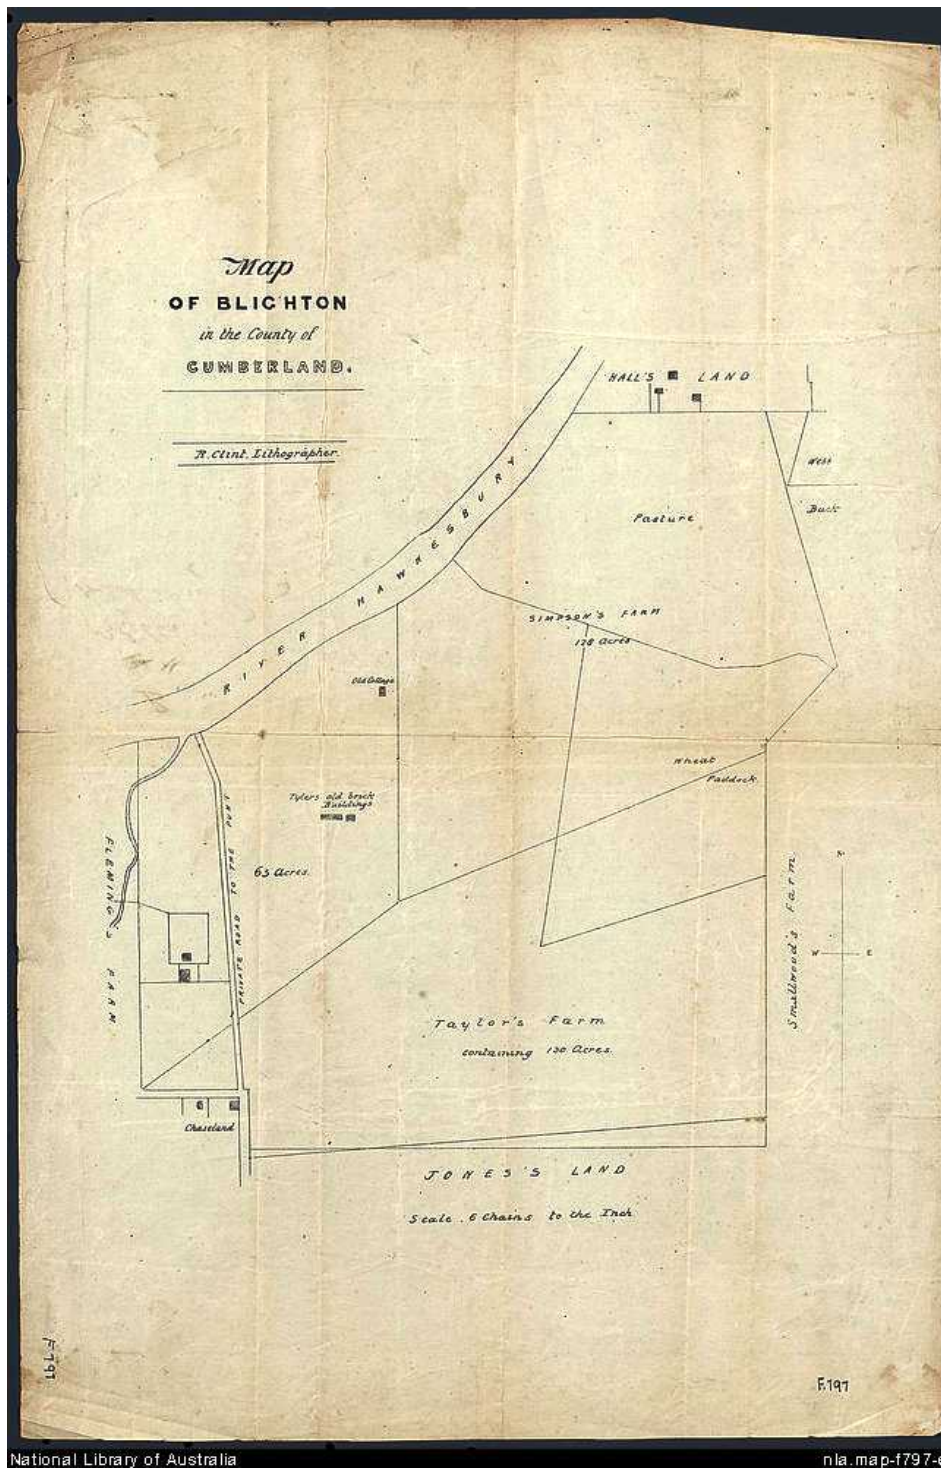 Map
OF BLIGHTON
in the County of
CUMBERLAND.
R. Clint. Lithographer.
HALL'S LAND
West
Back
Pasture
RIVER HAWKESBURY
SIMPSON'S FARM
128 Acres
Old Cottage
Wheat
Paddock.
Tylers old brick
Buildings
63 Acres.
PRIVATE ROAD TO THE PUNT
FLEMING'S FARM
Smallwood's Farm
W E
Taylor's Farm
containing 130 Acres.
Chaseland
JONES'S LAND
Scale . 6 Chains to the Inch
F 797
F.797
National Library of Australia